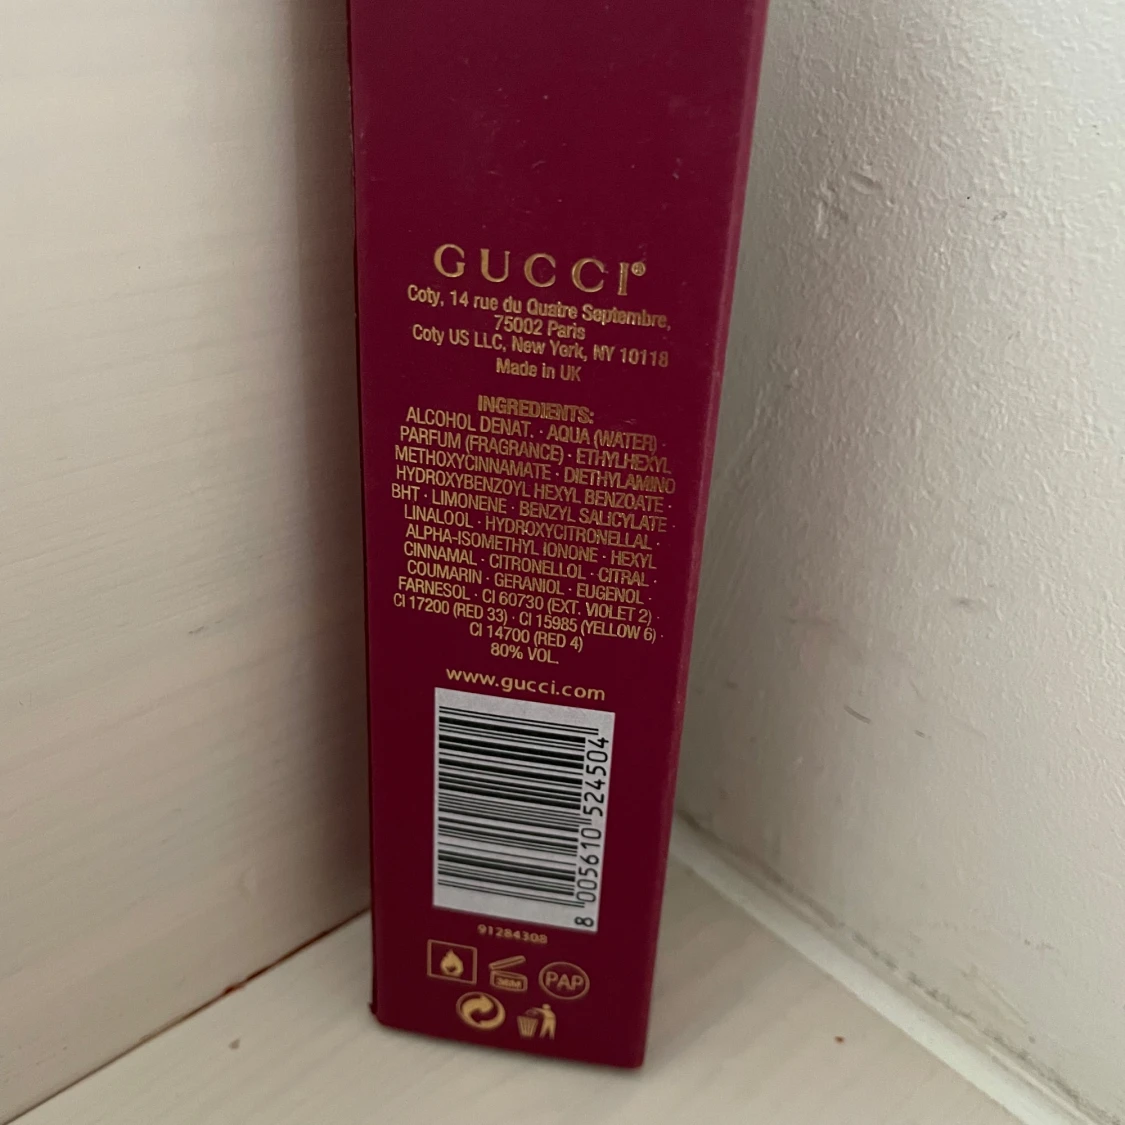 GUCCI®
Coty, 14 rue du Quatre Septembre,
75002 Paris
Coty US LLC, New York, NY 10118
Made in UK
INGREDIENTS:
ALCOHOL DENAT. · AQUA (WATER) ·
PARFUM (FRAGRANCE) · ETHYLHEXYL
METHOXYCINNAMATE · DIETHYLAMINO
HYDROXYBENZOYL HEXYL BENZOATE ·
BHT · LIMONENE · BENZYL SALICYLATE ·
LINALOOL · HYDROXYCITRONELLAL ·
ALPHA-ISOMETHYL IONONE · HEXYL
CINNAMAL · CITRONELLOL · CITRAL ·
COUMARIN · GERANIOL · EUGENOL ·
FARNESOL · CI 60730 (EXT. VIOLET 2) ·
CI 17200 (RED 33) · CI 15985 (YELLOW 6) ·
CI 14700 (RED 4)
80% VOL.
www.gucci.com
8 005610 524504
91284308
36M
PAP